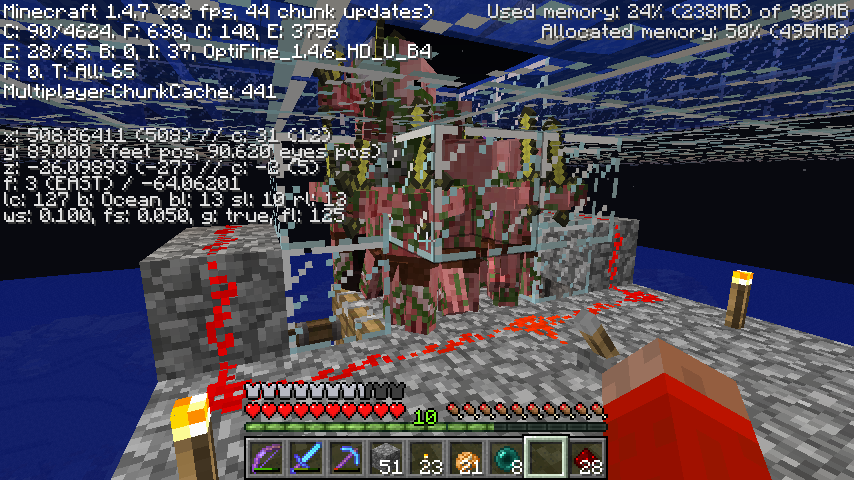 Minecraft 1.4.7 (33 fps, 44 chunk updates)
Used memory: 24% (238MB) of 989MB
C: 90/4624, F: 638, O: 140, E: 3756
Allocated memory: 50% (495MB)
E: 28/65, B: 0, I: 37, OptiFine_1.4.6_HD_U_B4
P: 0, T: All: 65
MultiplayerChunkCache: 441
x: 508.86411 (508) // c: 31 (12)
y: 89.000 (feet pos, 90.620 eyes pos)
z: -26.09893 (-27) // c: -2 (5)
f: 3 (EAST) / -64.06201
lc: 127 b: Ocean bl: 13 sl: 10 rl: 13
ws: 0.100, fs: 0.050, g: true, fl: 125
10
51 23 21 8 28